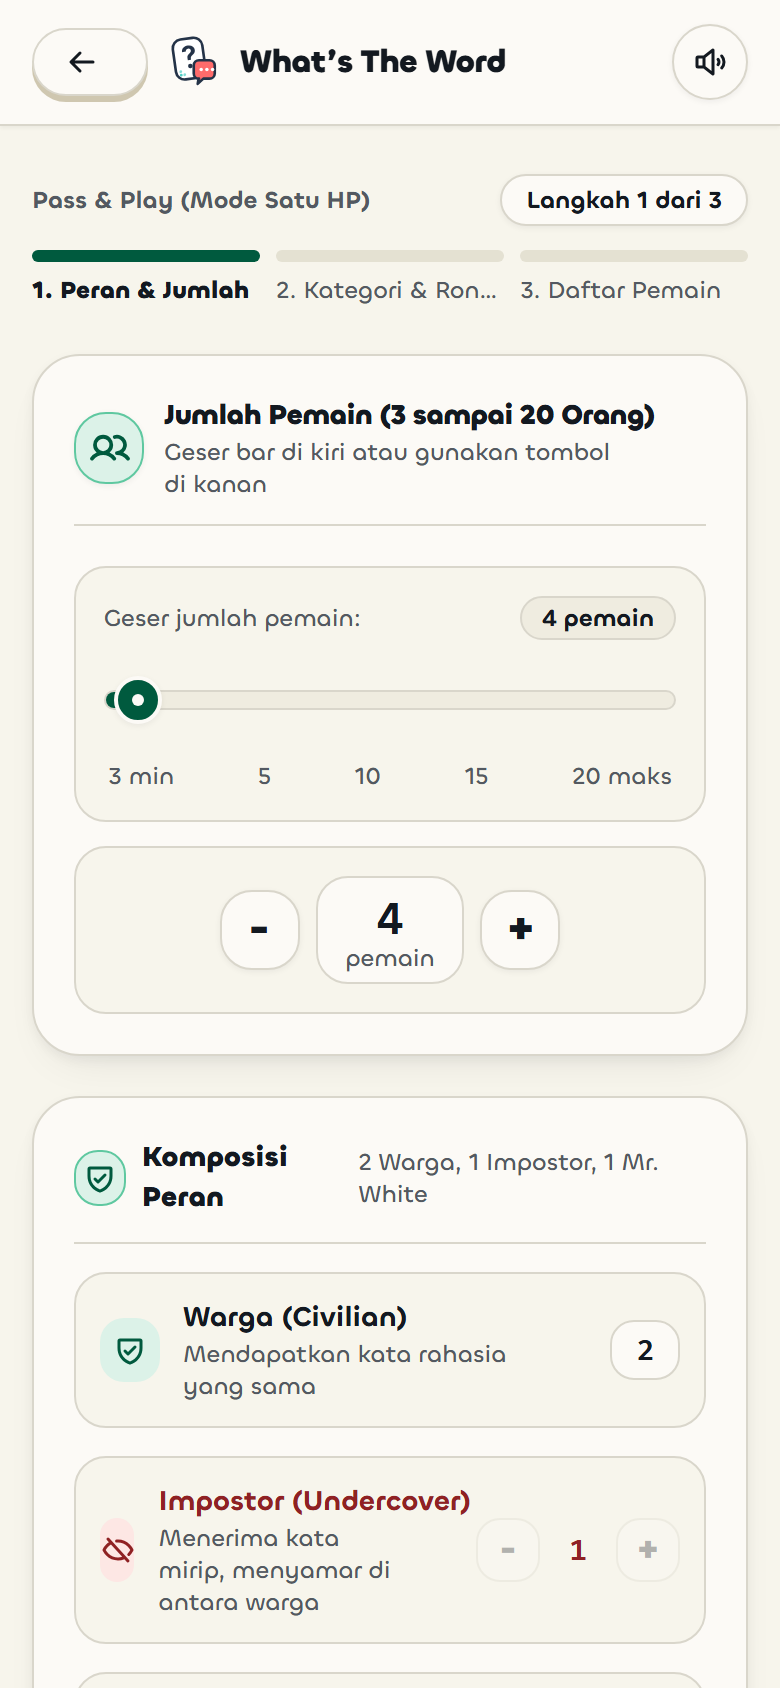 What's The Word
Pass & Play (Mode Satu HP)
Langkah 1 dari 3
1. Peran & Jumlah
2. Kategori & Ron...
3. Daftar Pemain
Jumlah Pemain (3 sampai 20 Orang)
Geser bar di kiri atau gunakan tombol
di kanan
Geser jumlah pemain:
4 pemain
3 min
5
10
15
20 maks
-
4
pemain
+
Komposisi
Peran
2 Warga, 1 Impostor, 1 Mr.
White
Warga (Civilian)
Mendapatkan kata rahasia
yang sama
2
Impostor (Undercover)
Menerima kata
mirip, menyamar di
antara warga
-
1
+